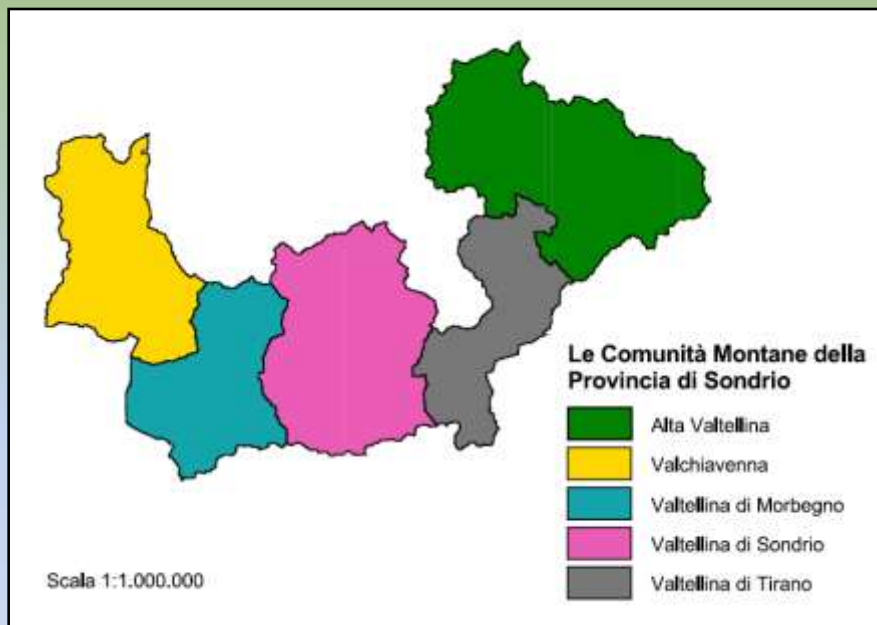 Le Comunità Montane della
Provincia di Sondrio
Alta Valtellina
Valchiavenna
Valtellina di Morbegno
Valtellina di Sondrio
Valtellina di Tirano
Scala 1:1.000.000